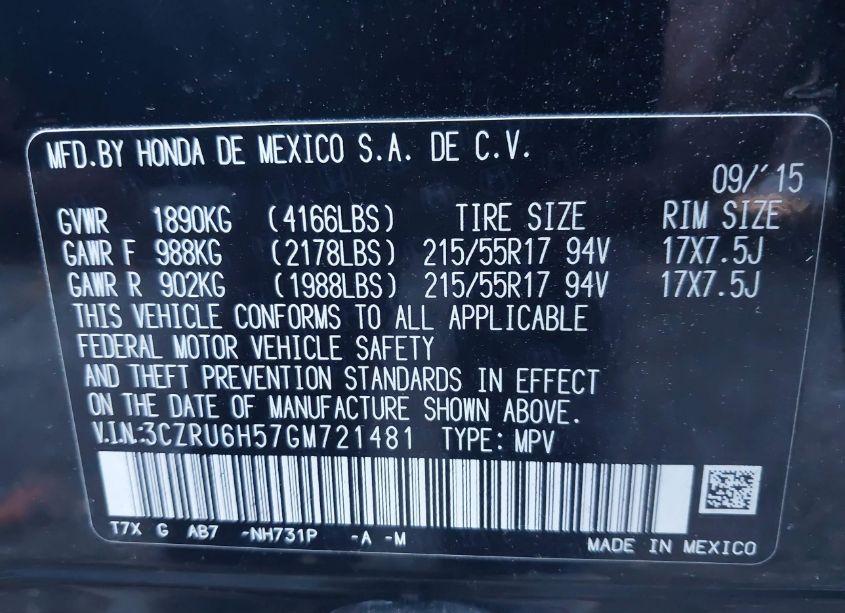 MFD.BY HONDA DE MEXICO S.A. DE C.V.
09/´15
GVWR 1890KG (4166LBS) TIRE SIZE RIM SIZE
GAWR F 988KG (2178LBS) 215/55R17 94V 17X7.5J
GAWR R 902KG (1988LBS) 215/55R17 94V 17X7.5J
THIS VEHICLE CONFORMS TO ALL APPLICABLE
FEDERAL MOTOR VEHICLE SAFETY
AND THEFT PREVENTION STANDARDS IN EFFECT
ON THE DATE OF MANUFACTURE SHOWN ABOVE.
V.I.N.:3CZRU6H57GM721481 TYPE: MPV
T7X G AB7 -NH731P -A -M
MADE IN MEXICO